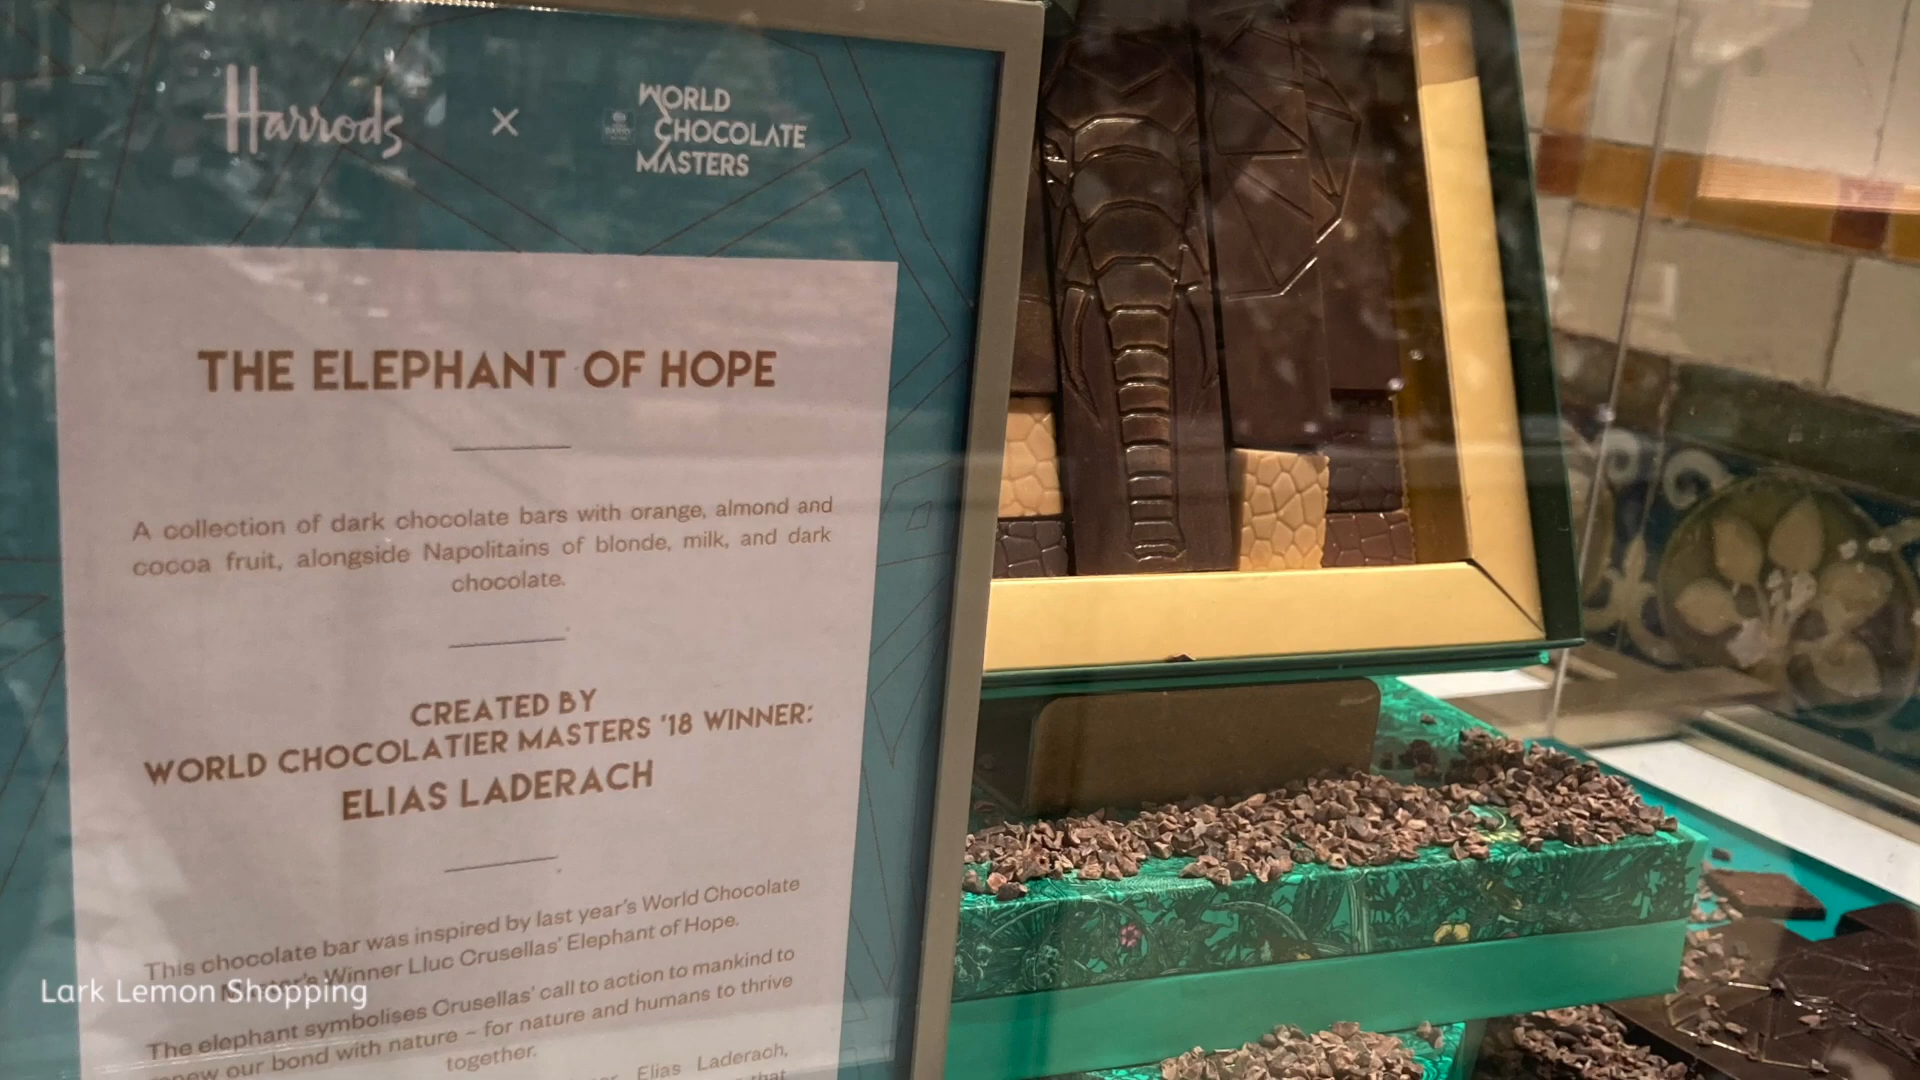 Harrods
×
WORLD
CHOCOLATE
MASTERS
THE ELEPHANT OF HOPE
A collection of dark chocolate bars with orange, almond and
cocoa fruit, alongside Napolitains of blonde, milk, and dark
chocolate.
CREATED BY
WORLD CHOCOLATIER MASTERS '18 WINNER:
ELIAS LADERACH
This chocolate bar was inspired by last year's World Chocolate
Winner Lluc Crusellas' Elephant of Hope.
The elephant symbolises Crusellas' call to action to mankind to
our bond with nature – for nature and humans to thrive
together.
Elias Laderach,
that
Lark Lemon Shopping